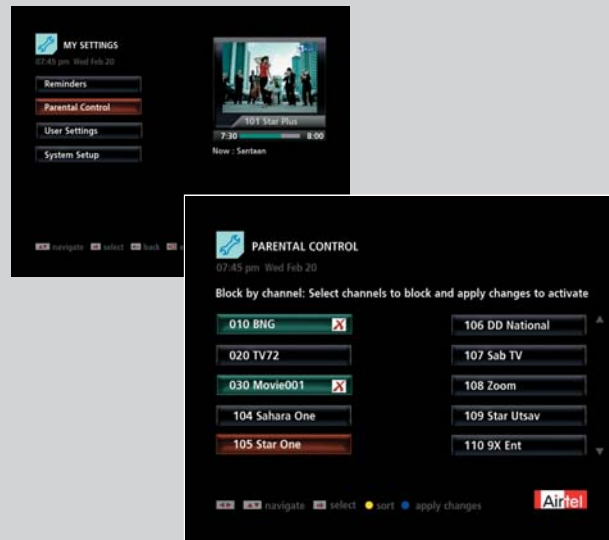 MY SETTINGS
07:45 pm Wed Feb 20
Reminders
Parental Control
User Settings
System Setup
101 Star Plus
7:30 8:00
Now : Santaan
navigate select back
PARENTAL CONTROL
07:45 pm Wed Feb 20
Block by channel: Select channels to block and apply changes to activate
010 BNG X
020 TV72
030 Movie001 X
104 Sahara One
105 Star One
106 DD National
107 Sab TV
108 Zoom
109 Star Utsav
110 9X Ent
navigate select sort apply changes
Airtel